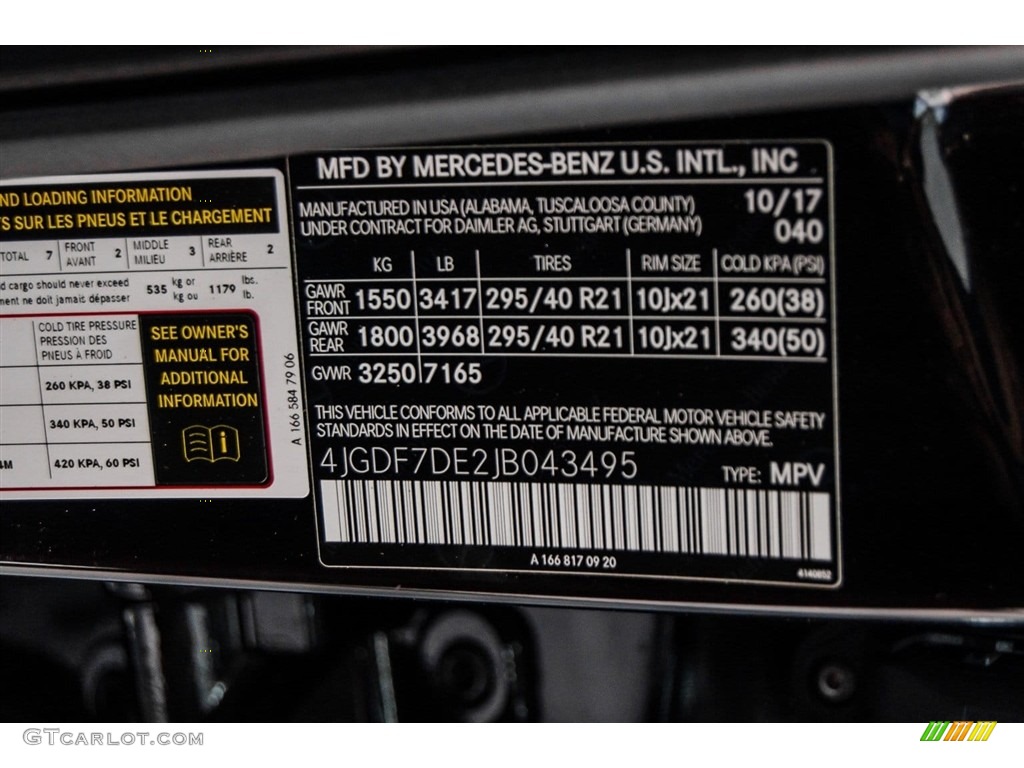 ND LOADING INFORMATION
TS SUR LES PNEUS ET LE CHARGEMENT
TOTAL 7 FRONT AVANT 2 MIDDLE MILIEU 3 REAR ARRIÈRE 2
d cargo should never exceed 535 kg or 1179 lbs.
ment ne doit jamais dépasser kg ou lb.
COLD TIRE PRESSURE
PRESSION DES
PNEUS À FROID
260 KPA, 38 PSI
340 KPA, 50 PSI
420 KPA, 60 PSI
SEE OWNER'S
MANUAL FOR
ADDITIONAL
INFORMATION
A 166 584 79 06
MFD BY MERCEDES-BENZ U.S. INTL., INC
MANUFACTURED IN USA (ALABAMA, TUSCALOOSA COUNTY) 10/17
UNDER CONTRACT FOR DAIMLER AG, STUTTGART (GERMANY) 040
KG LB TIRES RIM SIZE COLD KPA(PSI)
GAWR FRONT 1550 3417 295/40 R21 10Jx21 260(38)
GAWR REAR 1800 3968 295/40 R21 10Jx21 340(50)
GVWR 3250 7165
THIS VEHICLE CONFORMS TO ALL APPLICABLE FEDERAL MOTOR VEHICLE SAFETY
STANDARDS IN EFFECT ON THE DATE OF MANUFACTURE SHOWN ABOVE.
4JGDF7DE2JB043495 TYPE: MPV
A 166 817 09 20
4140852
GTCARLOT.COM